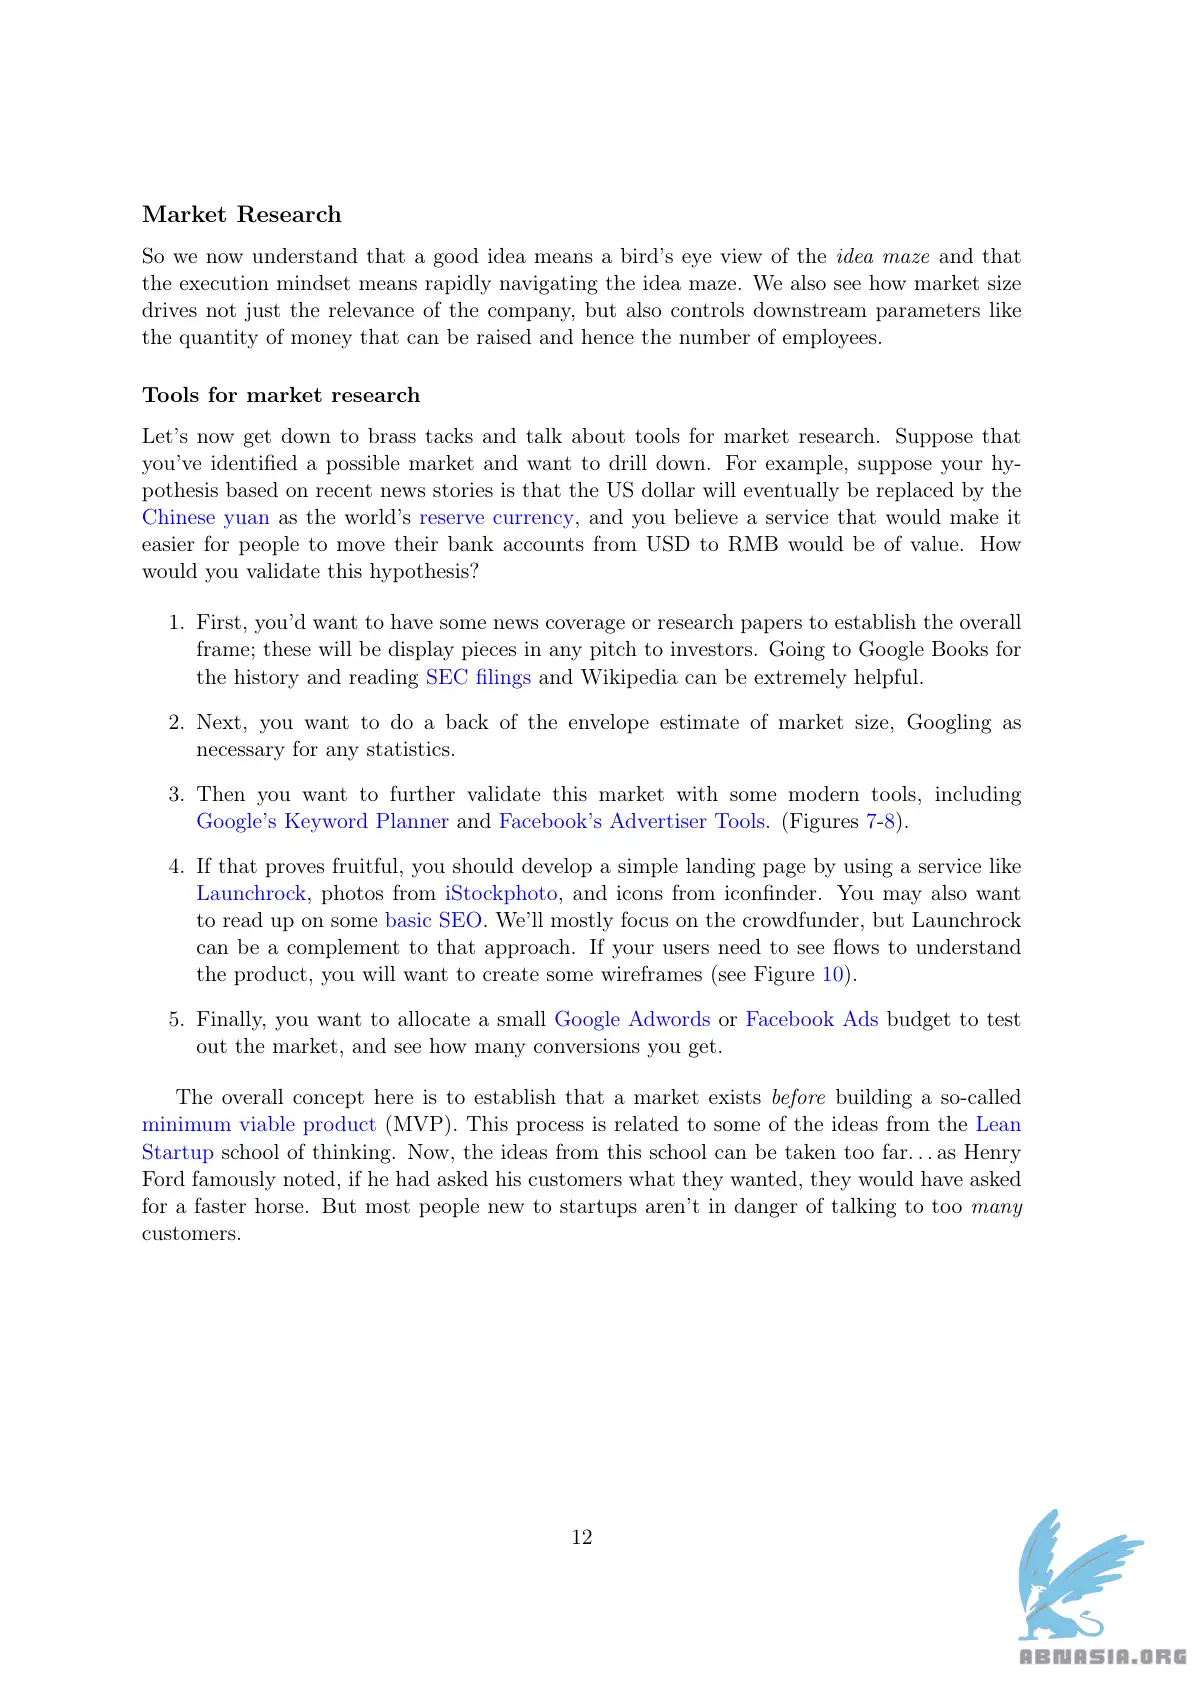 Market Research
So we now understand that a good idea means a bird's eye view of the idea maze and that
the execution mindset means rapidly navigating the idea maze. We also see how market size
drives not just the relevance of the company, but also controls downstream parameters like
the quantity of money that can be raised and hence the number of employees.
Tools for market research
Let's now get down to brass tacks and talk about tools for market research. Suppose that
you've identified a possible market and want to drill down. For example, suppose your hy-
pothesis based on recent news stories is that the US dollar will eventually be replaced by the
Chinese yuan as the world's reserve currency, and you believe a service that would make it
easier for people to move their bank accounts from USD to RMB would be of value. How
would you validate this hypothesis?
1. First, you'd want to have some news coverage or research papers to establish the overall
frame; these will be display pieces in any pitch to investors. Going to Google Books for
the history and reading SEC filings and Wikipedia can be extremely helpful.
2. Next, you want to do a back of the envelope estimate of market size, Googling as
necessary for any statistics.
3. Then you want to further validate this market with some modern tools, including
Google's Keyword Planner and Facebook's Advertiser Tools. (Figures 7-8).
4. If that proves fruitful, you should develop a simple landing page by using a service like
Launchrock, photos from iStockphoto, and icons from iconfinder. You may also want
to read up on some basic SEO. We'll mostly focus on the crowdfunder, but Launchrock
can be a complement to that approach. If your users need to see flows to understand
the product, you will want to create some wireframes (see Figure 10).
5. Finally, you want to allocate a small Google Adwords or Facebook Ads budget to test
out the market, and see how many conversions you get.
The overall concept here is to establish that a market exists before building a so-called
minimum viable product (MVP). This process is related to some of the ideas from the Lean
Startup school of thinking. Now, the ideas from this school can be taken too far... as Henry
Ford famously noted, if he had asked his customers what they wanted, they would have asked
for a faster horse. But most people new to startups aren't in danger of talking to too many
customers.
12
ABNASIA.ORG